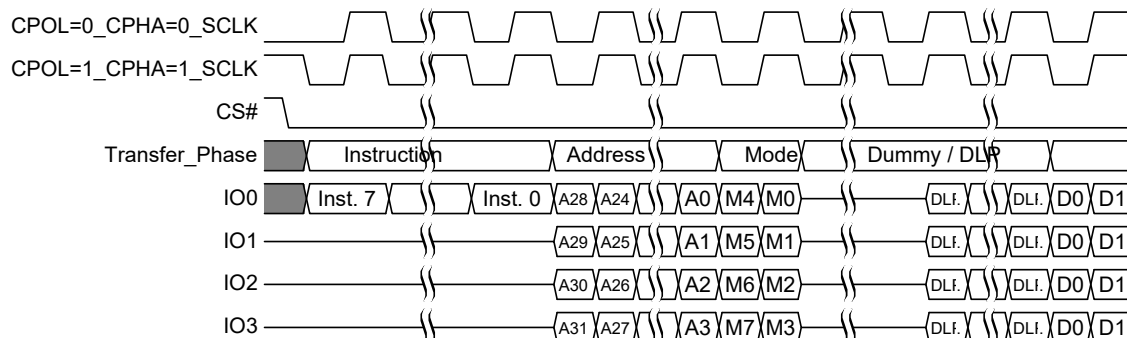 CPOL=0_CPHA=0_SCLK
CPOL=1_CPHA=1_SCLK
CS#
Transfer_Phase Instruction Address Mode Dummy / DLP
IO0 Inst. 7 Inst. 0 A28 A24 A0 M4 M0 DLP. DLP. D0 D1
IO1 A29 A25 A1 M5 M1 DLP. DLP. D0 D1
IO2 A30 A26 A2 M6 M2 DLP. DLP. D0 D1
IO3 A31 A27 A3 M7 M3 DLP. DLP. D0 D1